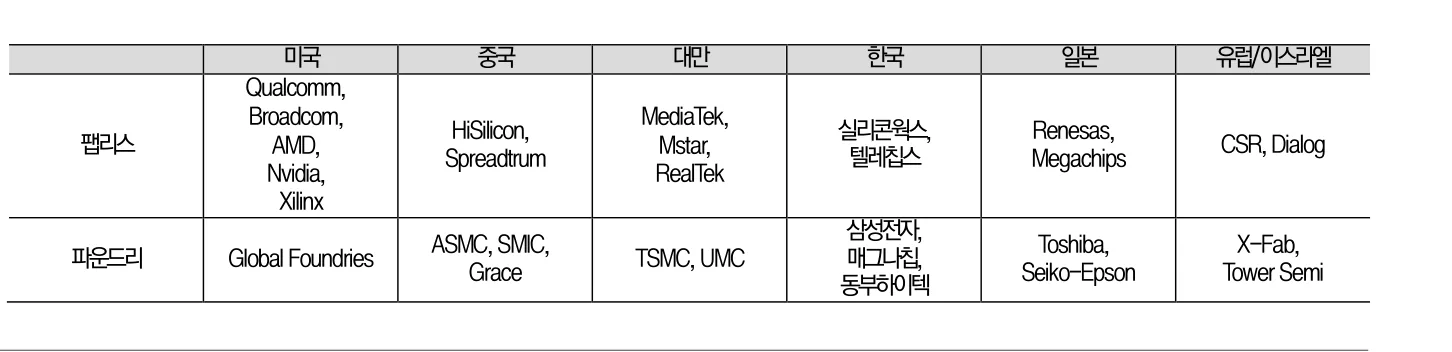 미국 중국 대만 한국 일본 유럽/이스라엘
팹리스
Qualcomm,
Broadcom,
AMD,
Nvidia,
Xilinx
HiSilicon,
Spreadtrum
MediaTek,
Mstar,
RealTek
실리콘웍스,
텔레칩스
Renesas,
Megachips
CSR, Dialog
파운드리
Global Foundries
ASMC, SMIC,
Grace
TSMC, UMC
삼성전자,
매그나칩,
동부하이텍
Toshiba,
Seiko-Epson
X-Fab,
Tower Semi